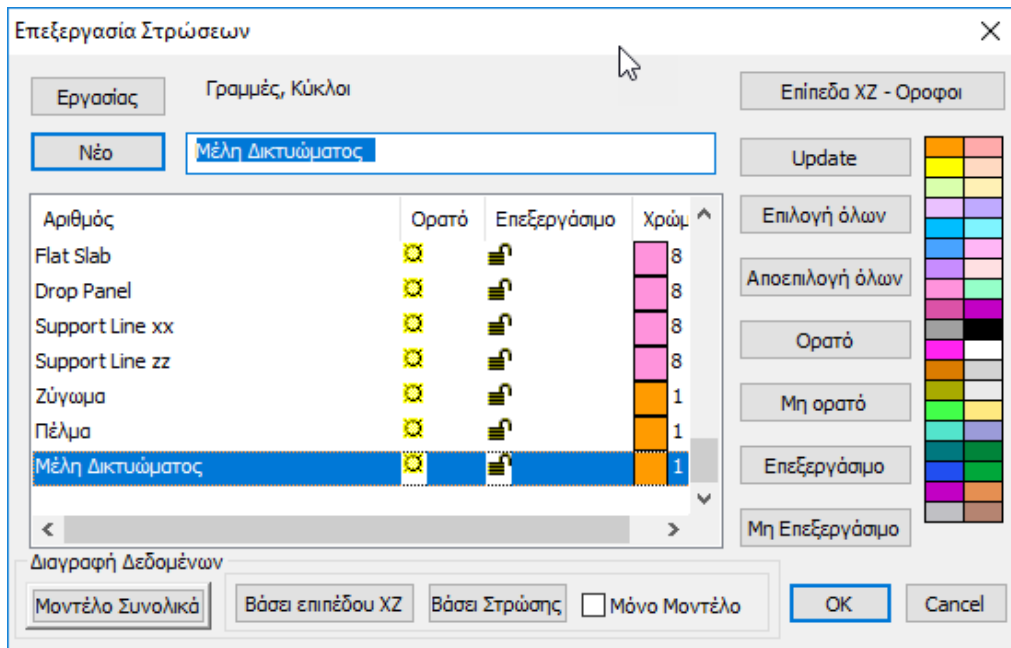 Επεξεργασία Στρώσεων
Εργασίας Γραμμές, Κύκλοι Επίπεδα XZ - Οροφοι
Νέο Μέλη Δικτυώματος Update
Αριθμός Ορατό Επεξεργάσιμο Χρώμ Επιλογή όλων
Flat Slab 8
Drop Panel 8 Αποεπιλογή όλων
Support Line xx 8 Ορατό
Support Line zz 8
Ζύγωμα 1 Μη ορατό
Πέλμα 1
Μέλη Δικτυώματος 1 Επεξεργάσιμο
Μη Επεξεργάσιμο
Διαγραφή Δεδομένων
Μοντέλο Συνολικά Βάσει επιπέδου XZ Βάσει Στρώσης Μόνο Μοντέλο OK Cancel